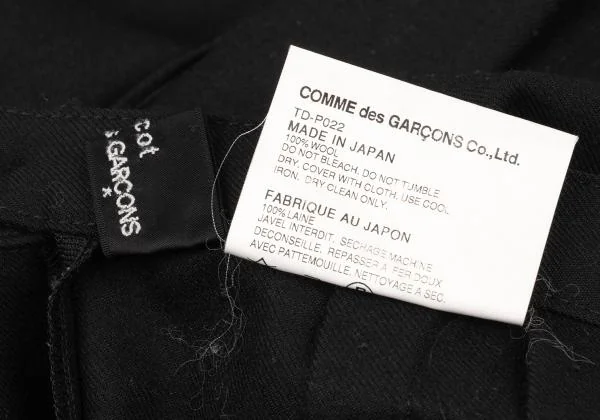 cot
GARCONS
*
COMME des GARÇONS Co.,Ltd.
TD-P022
MADE IN JAPAN
100% WOOL
DO NOT BLEACH. DO NOT TUMBLE
DRY. COVER WITH CLOTH. USE COOL
IRON. DRY CLEAN ONLY.
FABRIQUE AU JAPON
100% LAINE
JAVEL INTERDIT. SECHAGE MACHINE
DECONSEILLE. REPASSER A FER DOUX
AVEC PATTEMOUILLE. NETTOYAGE A SEC.